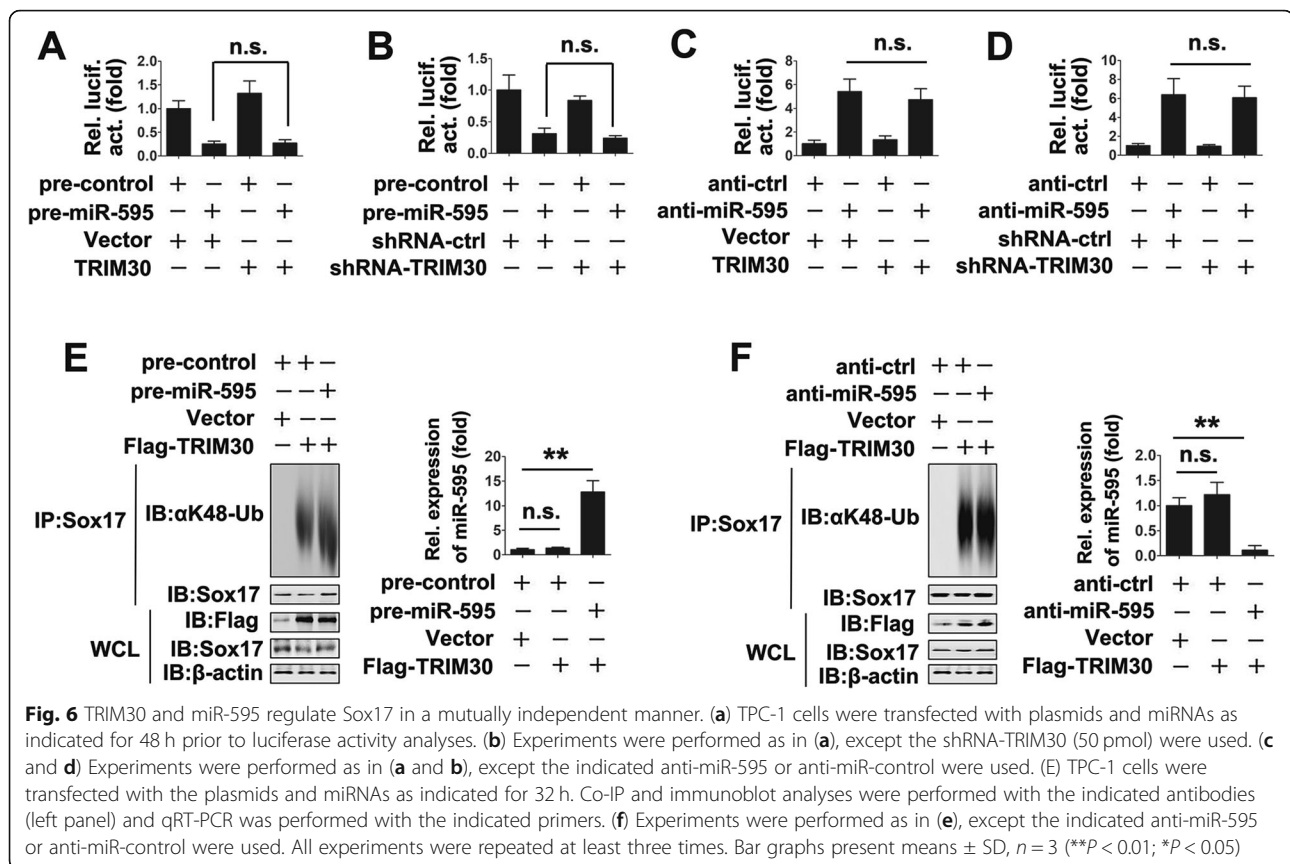 A
Rel. lucif. act. (fold)
2.0
1.5
1.0
0.5
0.0
n.s.
pre-control + − + −
pre-miR-595 − + − +
Vector + + − −
TRIM30 − − + +
B
Rel. lucif. act. (fold)
1.5
1.0
0.5
0.0
n.s.
pre-control + − + −
pre-miR-595 − + − +
shRNA-ctrl + + − −
shRNA-TRIM30 − − + +
C
Rel. lucif. act. (fold)
8
6
4
2
0
n.s.
anti-ctrl + − + −
anti-miR-595 − + − +
Vector + + − −
TRIM30 − − + +
D
Rel. lucif. act. (fold)
10
8
6
4
2
0
n.s.
anti-ctrl + − + −
anti-miR-595 − + − +
shRNA-ctrl + + − −
shRNA-TRIM30 − − + +
E
pre-control + + −
pre-miR-595 − − +
Vector + − −
Flag-TRIM30 − + +
IP:Sox17
IB:αK48-Ub
IB:Sox17
WCL
IB:Flag
IB:Sox17
IB:β-actin
Rel. expression of miR-595 (fold)
20
15
10
5
0
**
n.s.
pre-control + + −
pre-miR-595 − − +
Vector + − −
Flag-TRIM30 − + +
F
anti-ctrl + + −
anti-miR-595 − − +
Vector + − −
Flag-TRIM30 − + +
IP:Sox17
IB:αK48-Ub
IB:Sox17
WCL
IB:Flag
IB:Sox17
IB:β-actin
Rel. expression of miR-595 (fold)
2.0
1.5
1.0
0.5
0.0
**
n.s.
anti-ctrl + + −
anti-miR-595 − − +
Vector + − −
Flag-TRIM30 − + +
Fig. 6 TRIM30 and miR-595 regulate Sox17 in a mutually independent manner. (a) TPC-1 cells were transfected with plasmids and miRNAs as
indicated for 48 h prior to luciferase activity analyses. (b) Experiments were performed as in (a), except the shRNA-TRIM30 (50 pmol) were used. (c
and d) Experiments were performed as in (a and b), except the indicated anti-miR-595 or anti-miR-control were used. (E) TPC-1 cells were
transfected with the plasmids and miRNAs as indicated for 32 h. Co-IP and immunoblot analyses were performed with the indicated antibodies
(left panel) and qRT-PCR was performed with the indicated primers. (f) Experiments were performed as in (e), except the indicated anti-miR-595
or anti-miR-control were used. All experiments were repeated at least three times. Bar graphs present means ± SD, n = 3 (**P < 0.01; *P < 0.05)